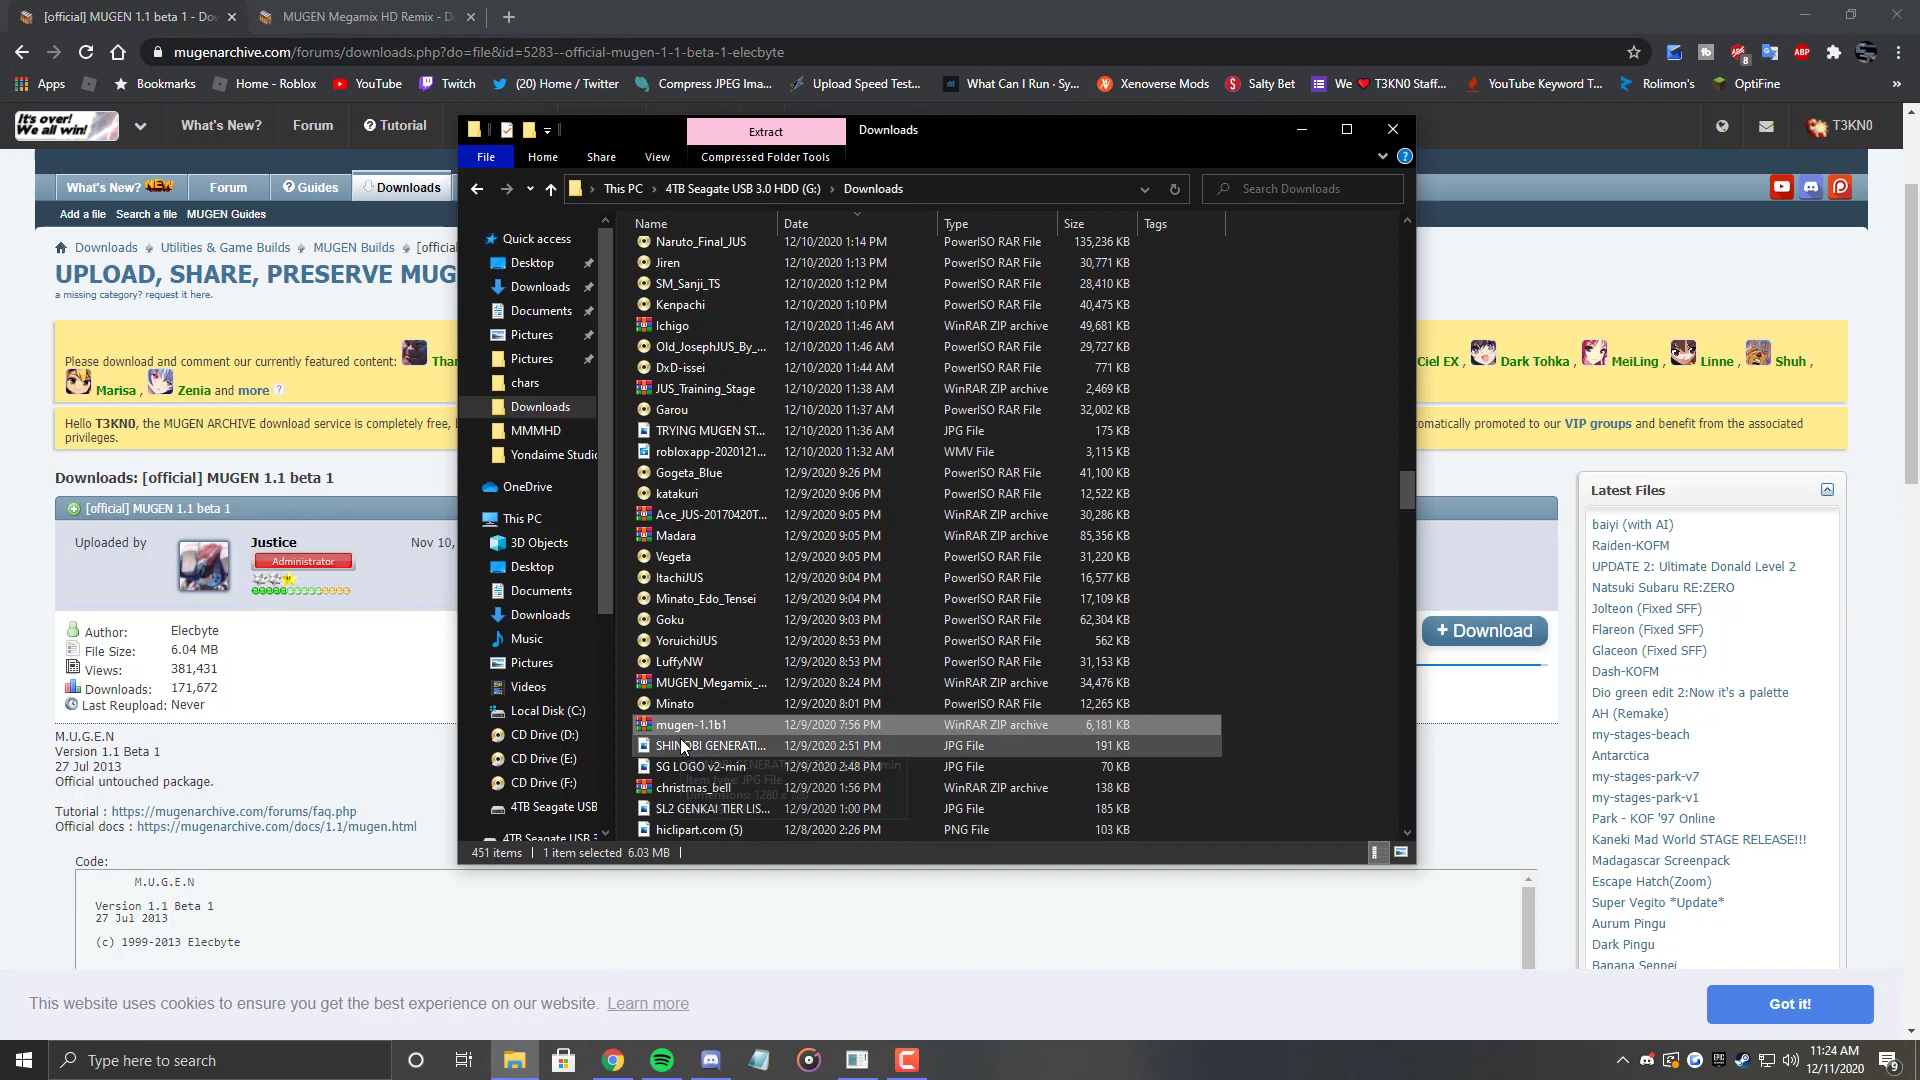 [official] MUGEN 1.1 beta 1 - Dow
MUGEN Megamix HD Remix - D
mugenarchive.com/forums/downloads.php?do=file&id=5283--official-mugen-1-1-beta-1-elecbyte
Apps Bookmarks Home - Roblox YouTube Twitch (20) Home / Twitter Compress JPEG Ima... Upload Speed Test... What Can I Run - Sy... Xenoverse Mods Salty Bet We ❤ T3KN0 Staff... YouTube Keyword T... Rolimon's OptiFine »
It's over!
We all win!
What's New? Forum Tutorial T3KN0
What's New? NEW Forum Guides Downloads
Add a file Search a file MUGEN Guides
Downloads Utilities & Game Builds MUGEN Builds [offici
UPLOAD, SHARE, PRESERVE MUG
a missing category? request it here.
Please download and comment our currently featured content: Than
Ciel EX , Dark Tohka , MeiLing , Linne , Shuh ,
Marisa , Zenia and more ?
Hello T3KN0, the MUGEN ARCHIVE download service is completely free,
tomatically promoted to our VIP groups and benefit from the associated
privileges.
Downloads: [official] MUGEN 1.1 beta 1
[official] MUGEN 1.1 beta 1
Uploaded by Justice Nov 10,
Administrator
Author: Elecbyte
File Size: 6.04 MB
Views: 381,431
Downloads: 171,672
Last Reupload: Never
+ Download
M.U.G.E.N
Version 1.1 Beta 1
27 Jul 2013
Official untouched package.
Tutorial : https://mugenarchive.com/forums/faq.php
Official docs : https://mugenarchive.com/docs/1.1/mugen.html
Code:
M.U.G.E.N
Version 1.1 Beta 1
27 Jul 2013
(c) 1999-2013 Elecbyte
Extract Downloads
File Home Share View Compressed Folder Tools
This PC › 4TB Seagate USB 3.0 HDD (G:) › Downloads
Search Downloads
Quick access
Desktop
Downloads
Documents
Pictures
Pictures
chars
Downloads
MMMHD
Yondaime Studio
OneDrive
This PC
3D Objects
Desktop
Documents
Downloads
Music
Pictures
Videos
Local Disk (C:)
CD Drive (D:)
CD Drive (E:)
CD Drive (F:)
4TB Seagate USB
4TB Seagate USB 3
Name Date Type Size Tags
Naruto_Final_JUS 12/10/2020 1:14 PM PowerISO RAR File 135,236 KB
Jiren 12/10/2020 1:13 PM PowerISO RAR File 30,771 KB
SM_Sanji_TS 12/10/2020 1:12 PM PowerISO RAR File 28,410 KB
Kenpachi 12/10/2020 1:10 PM PowerISO RAR File 40,475 KB
Ichigo 12/10/2020 11:46 AM WinRAR ZIP archive 49,681 KB
Old_JosephJUS_By_... 12/10/2020 11:46 AM PowerISO RAR File 29,727 KB
DxD-issei 12/10/2020 11:44 AM PowerISO RAR File 771 KB
JUS_Training_Stage 12/10/2020 11:38 AM WinRAR ZIP archive 2,469 KB
Garou 12/10/2020 11:37 AM PowerISO RAR File 32,002 KB
TRYING MUGEN ST... 12/10/2020 11:36 AM JPG File 175 KB
robloxapp-2020121... 12/10/2020 11:32 AM WMV File 3,115 KB
Gogeta_Blue 12/9/2020 9:26 PM PowerISO RAR File 41,100 KB
katakuri 12/9/2020 9:06 PM PowerISO RAR File 12,522 KB
Ace_JUS-20170420T... 12/9/2020 9:05 PM WinRAR ZIP archive 30,286 KB
Madara 12/9/2020 9:05 PM WinRAR ZIP archive 85,356 KB
Vegeta 12/9/2020 9:05 PM PowerISO RAR File 31,220 KB
ItachiJUS 12/9/2020 9:04 PM PowerISO RAR File 16,577 KB
Minato_Edo_Tensei 12/9/2020 9:04 PM PowerISO RAR File 17,109 KB
Goku 12/9/2020 9:03 PM PowerISO RAR File 62,304 KB
YoruichiJUS 12/9/2020 8:53 PM PowerISO RAR File 562 KB
LuffyNW 12/9/2020 8:53 PM PowerISO RAR File 31,153 KB
MUGEN_Megamix_... 12/9/2020 8:24 PM WinRAR ZIP archive 34,476 KB
Minato 12/9/2020 8:01 PM PowerISO RAR File 12,265 KB
mugen-1.1b1 12/9/2020 7:56 PM WinRAR ZIP archive 6,181 KB
SHINOBI GENERATI... 12/9/2020 2:51 PM JPG File 191 KB
SG LOGO v2-min 12/9/2020 2:48 PM JPG File 70 KB
christmas_bell 12/9/2020 1:56 PM WinRAR ZIP archive 138 KB
SL2 GENKAI TIER LIS... 12/9/2020 1:00 PM JPG File 185 KB
hiclipart.com (5) 12/8/2020 2:26 PM PNG File 103 KB
451 items 1 item selected 6.03 MB
Latest Files
baiyi (with AI)
Raiden-KOFM
UPDATE 2: Ultimate Donald Level 2
Natsuki Subaru RE:ZERO
Jolteon (Fixed SFF)
Flareon (Fixed SFF)
Glaceon (Fixed SFF)
Dash-KOFM
Dio green edit 2:Now it's a palette
AH (Remake)
my-stages-beach
Antarctica
my-stages-park-v7
my-stages-park-v1
Park - KOF '97 Online
Kaneki Mad World STAGE RELEASE!!!
Madagascar Screenpack
Escape Hatch(Zoom)
Super Vegito *Update*
Aurum Pingu
Dark Pingu
Banana Senpei
This website uses cookies to ensure you get the best experience on our website. Learn more
Got it!
Type here to search
11:24 AM
12/11/2020